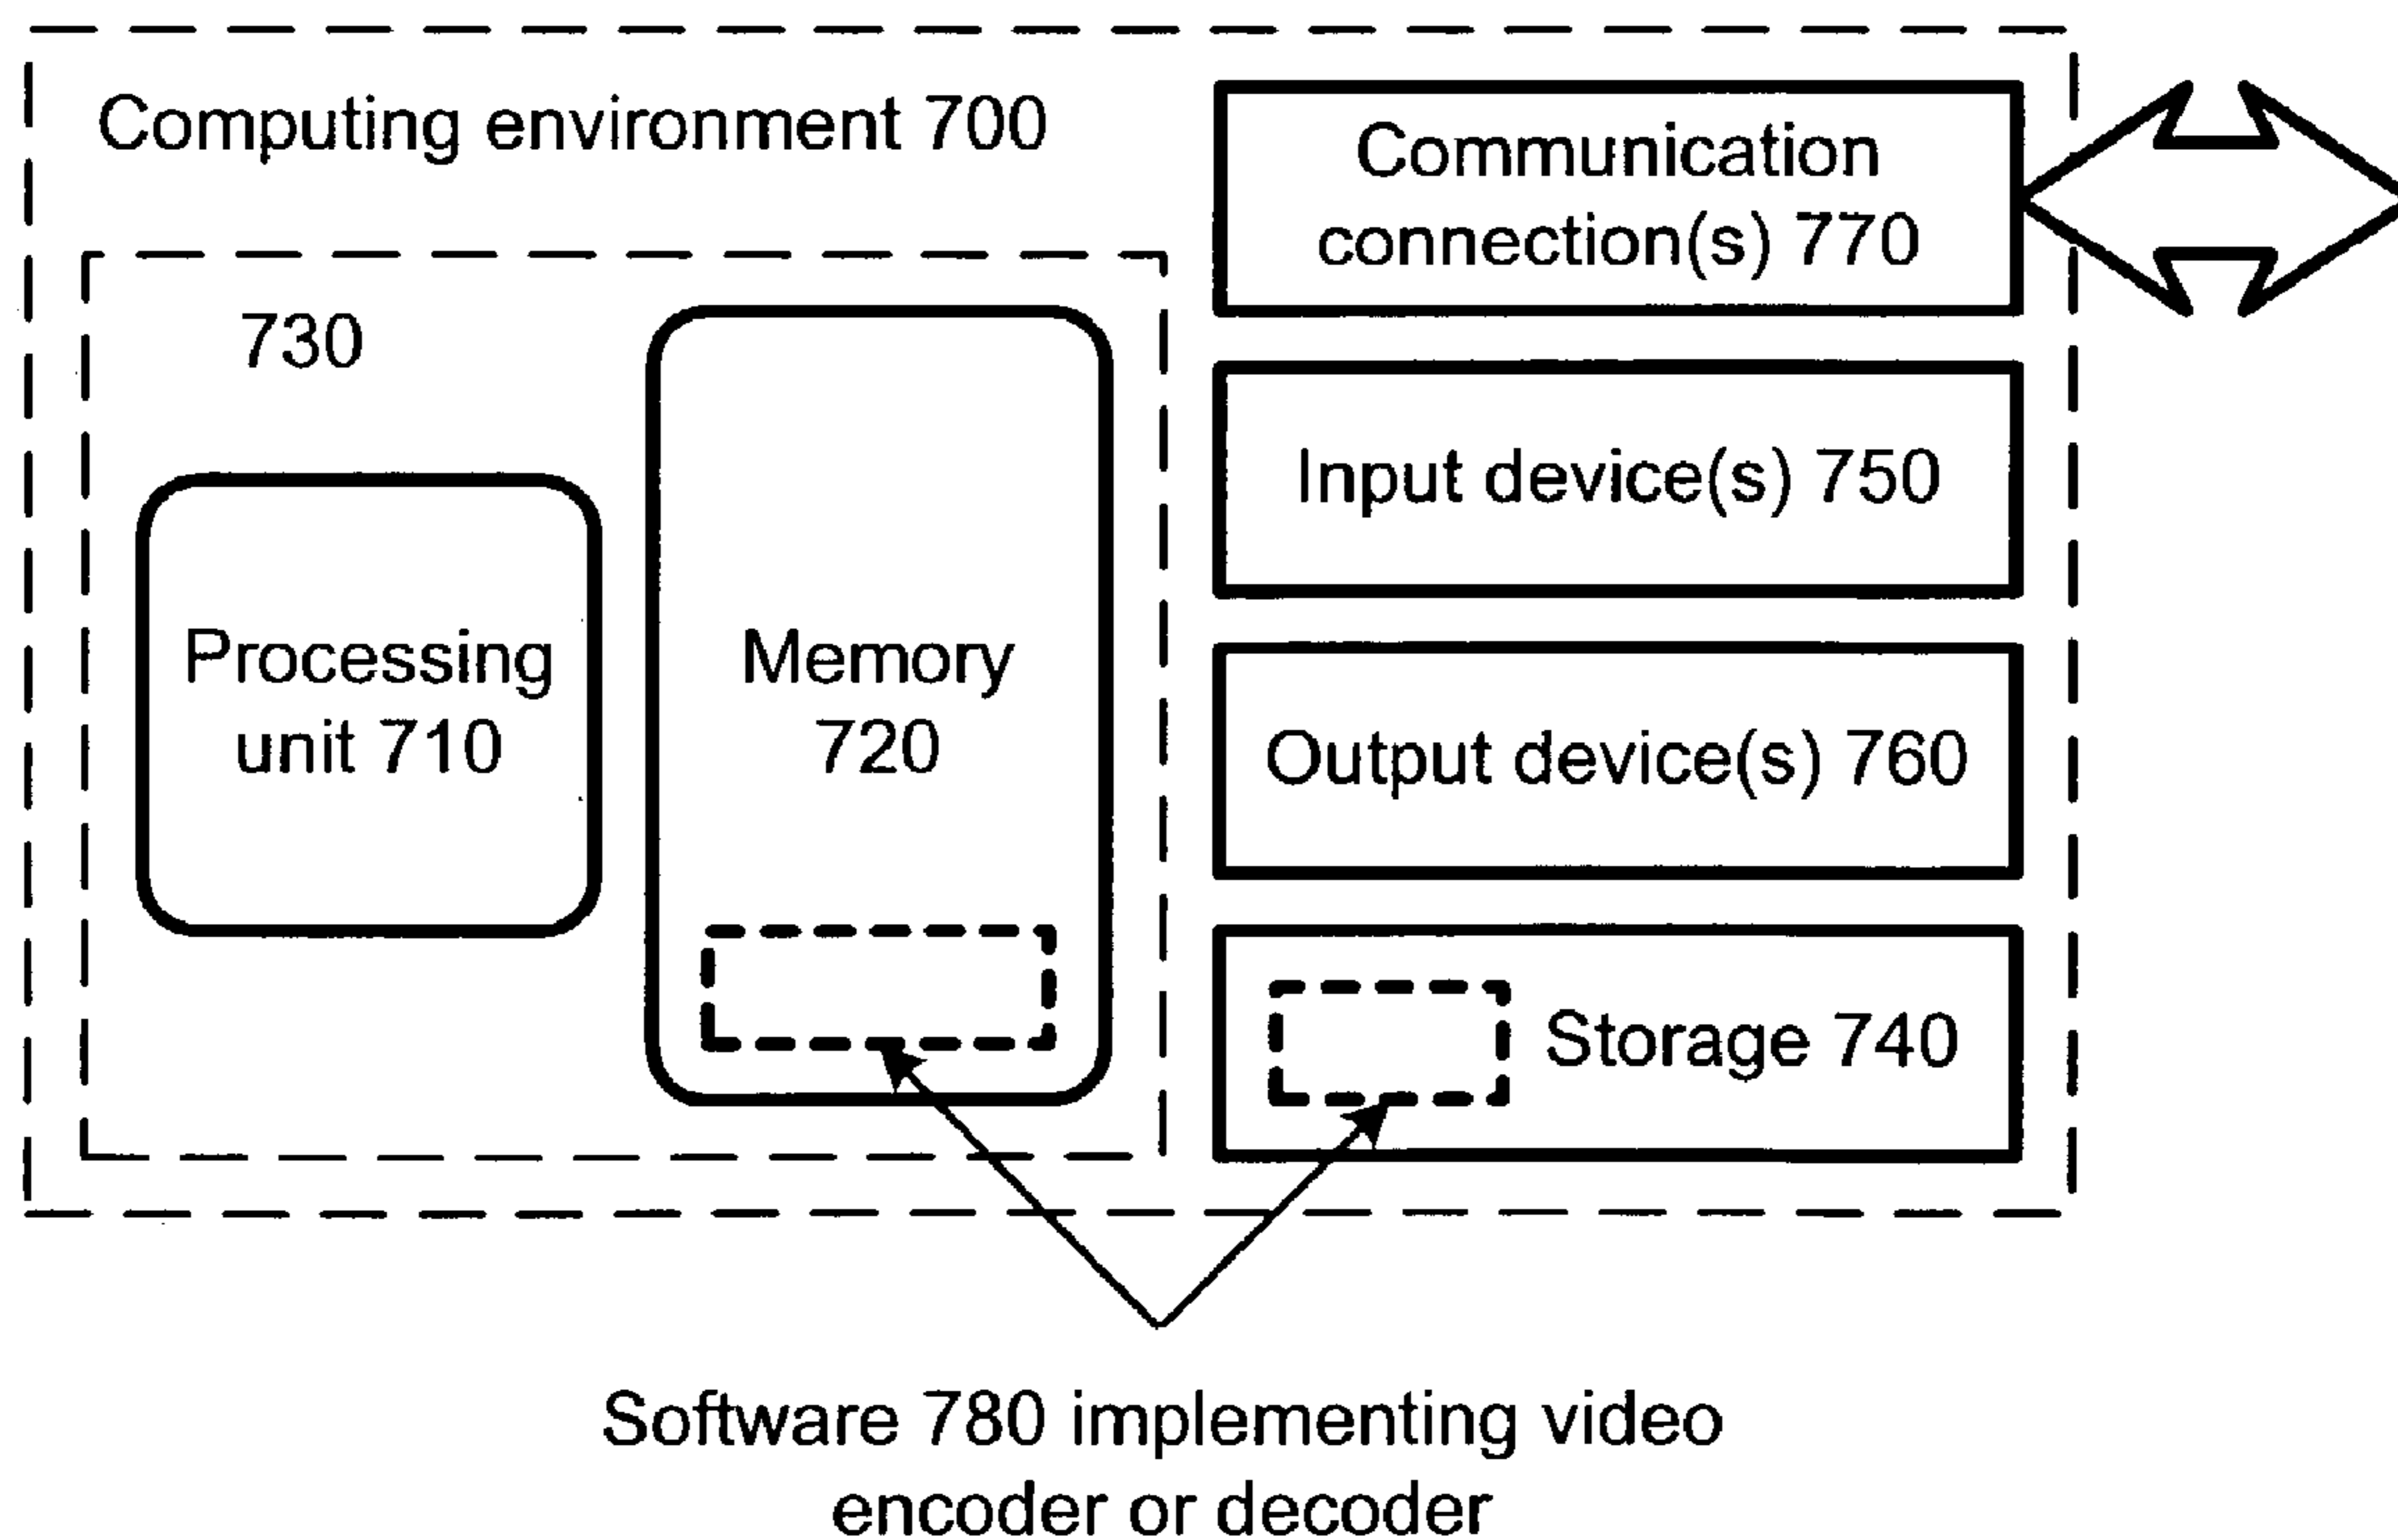 Computing environment 700
Communication
connection(s) 770
730
Input device(s) 750
Processing
unit 710
Memory
720
Output device(s) 760
Storage 740
Software 780 implementing video
encoder or decoder